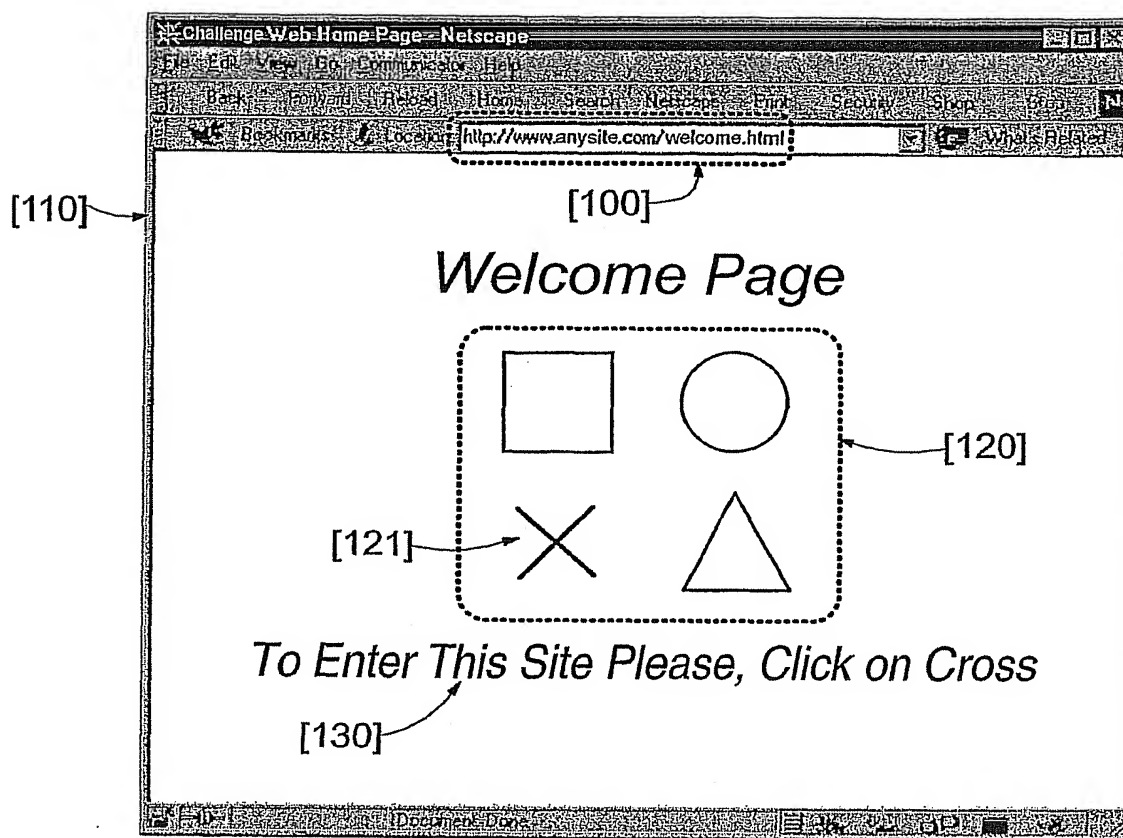 Challenge Web Home Page - Netscape
File Edit View Go Communicator Help
Back Forward Reload Home Search Netscape Print Security Shop Stop N
Bookmarks Location http://www.anysite.com/welcome.html What's Related
[110]
[100]
Welcome Page
[120]
[121]
To Enter This Site Please, Click on Cross
[130]
Document Done